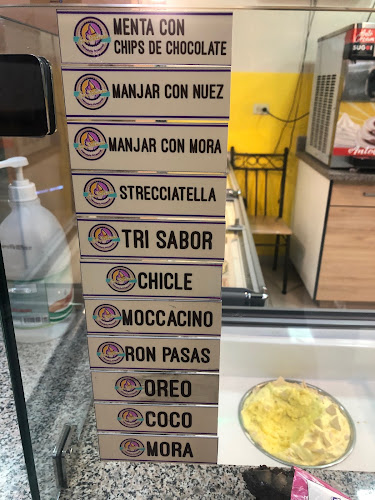 MENTA CON
CHIPS DE CHOCOLATE
MANJAR CON NUEZ
MANJAR CON MORA
STRECCIATELLA
TRI SABOR
CHICLE
MOCCACINO
RON PASAS
OREO
COCO
MORA